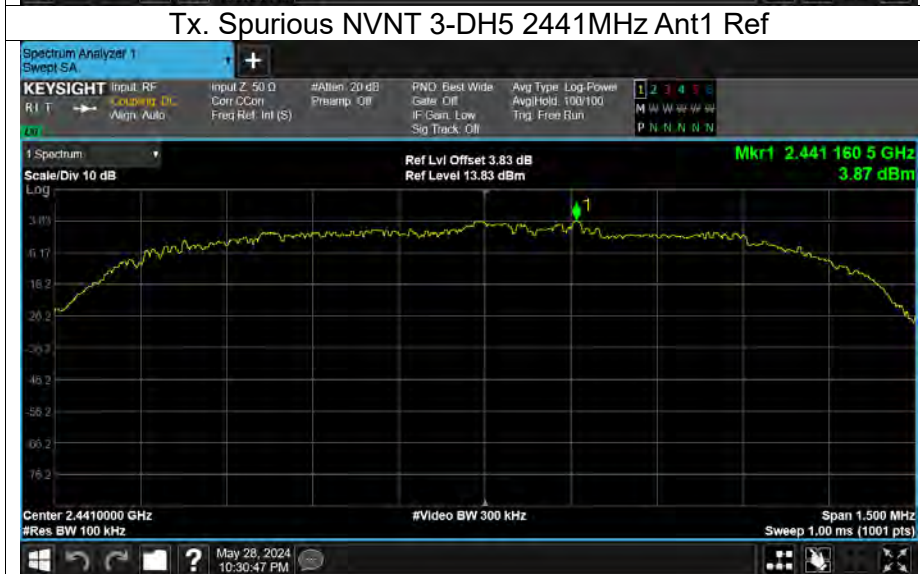 Tx. Spurious NVNT 3-DH5 2441MHz Ant1 Ref
Spectrum Analyzer 1
Swept SA
+
KEYSIGHT Input: RF
Input Z: 50 Ω
#Atten: 20 dB
PNO: Best Wide
Avg Type: Log-Power
1 2 3 4 5 6
R L T
Coupling: DC
Corr CCorr
Preamp: Off
Gate: Off
Avg|Hold: 100/100
M W W W W W
Align: Auto
Freq Ref: Int (S)
IF Gain: Low
Trig: Free Run
Sig Track: Off
P N N N N N
1 Spectrum
Ref Lvl Offset 3.83 dB
Mkr1 2.441 160 5 GHz
Scale/Div 10 dB
Ref Level 13.83 dBm
3.87 dBm
Log
1
3.83
-6.17
-16.2
-26.2
-36.2
-46.2
-56.2
-66.2
-76.2
Center 2.4410000 GHz
#Video BW 300 kHz
Span 1.500 MHz
#Res BW 100 kHz
Sweep 1.00 ms (1001 pts)
?
May 28, 2024
10:30:47 PM